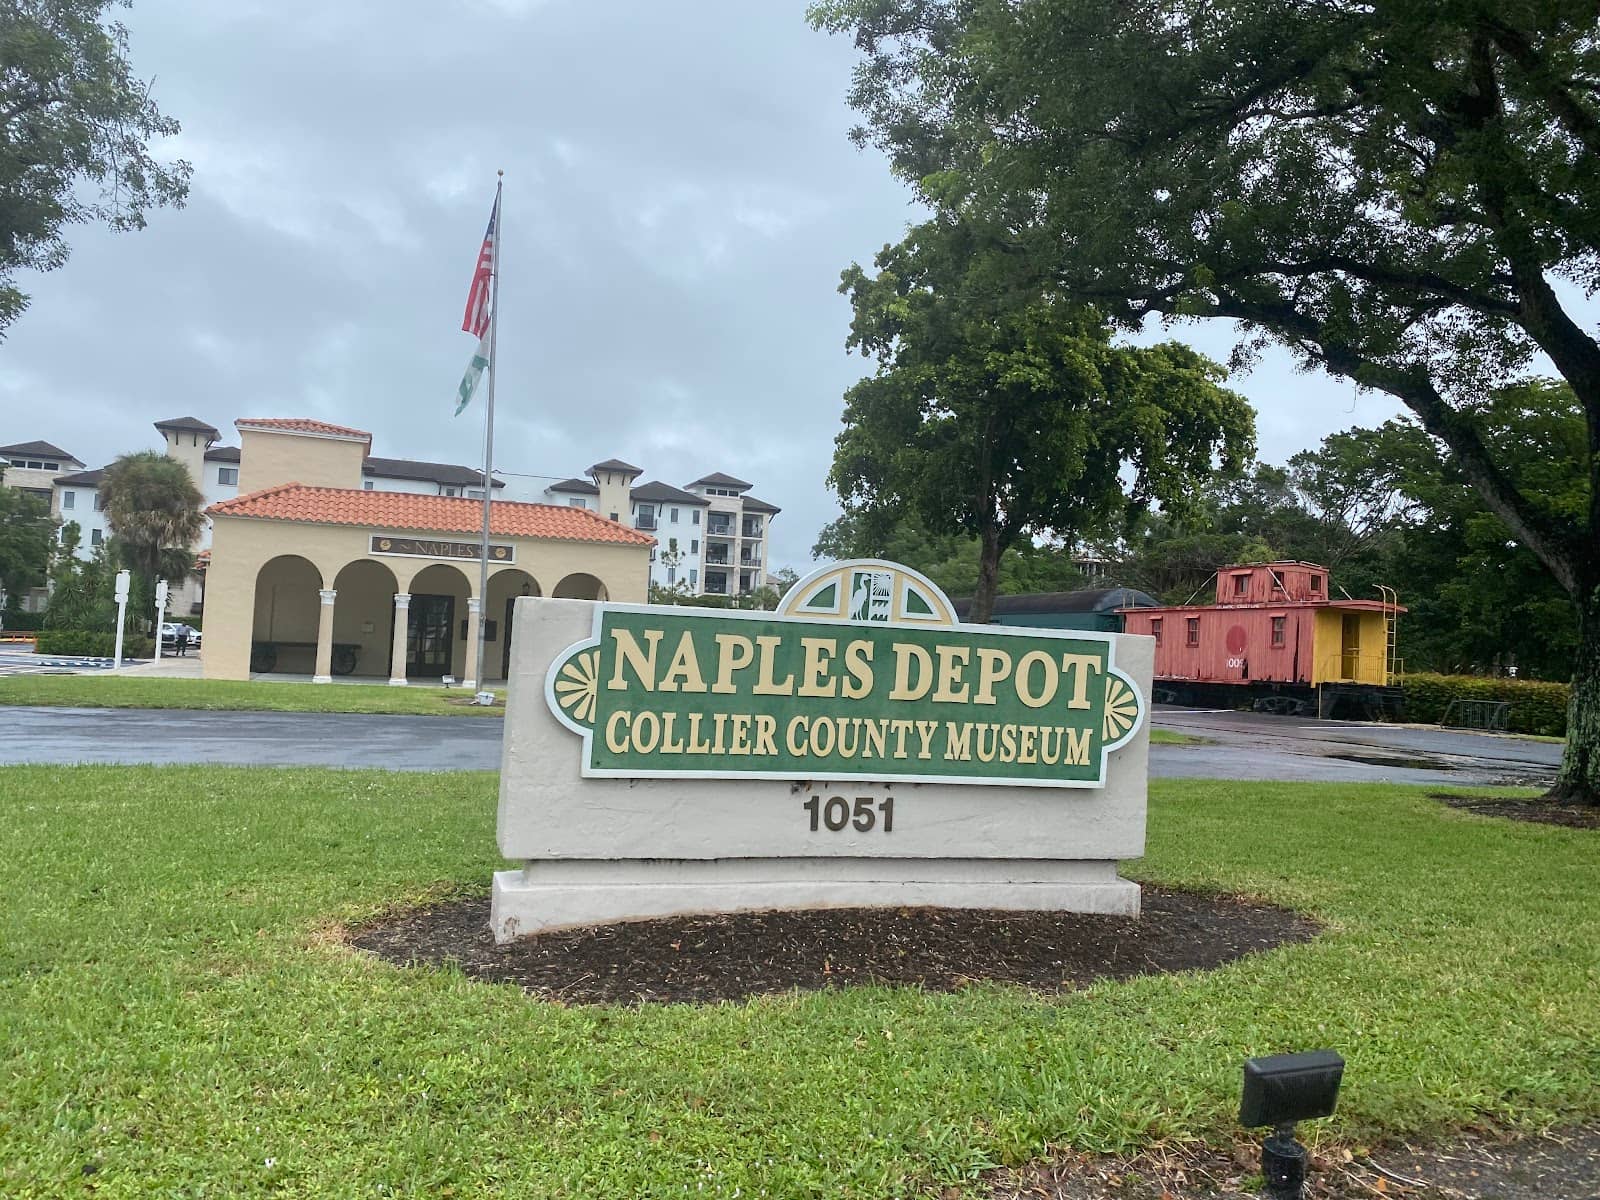 NAPLES
NAPLES DEPOT
COLLIER COUNTY MUSEUM
1051